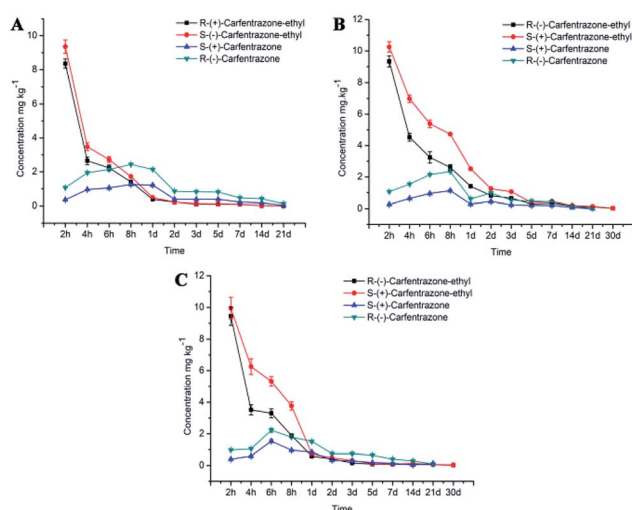 A
R-(+)-Carfentrazone-ethyl
S-(-)-Carfentrazone-ethyl
S-(+)-Carfentrazone
R-(-)-Carfentrazone
Concentration mg kg-1
10
8
6
4
2
0
2h 4h 6h 8h 1d 2d 3d 5d 7d 14d 21d
Time
B
R-(-)-Carfentrazone-ethyl
S-(+)-Carfentrazone-ethyl
S-(+)-Carfentrazone
R-(-)-Carfentrazone
Concentration mg kg-1
12
10
8
6
4
2
0
2h 4h 6h 8h 1d 2d 3d 5d 7d 14d 21d 30d
Time
C
R-(-)-Carfentrazone-ethyl
S-(+)-Carfentrazone-ethyl
S-(+)-Carfentrazone
R-(-)-Carfentrazone
Concentration mg kg-1
12
10
8
6
4
2
0
2h 4h 6h 8h 1d 2d 3d 5d 7d 14d 21d 30d
Time